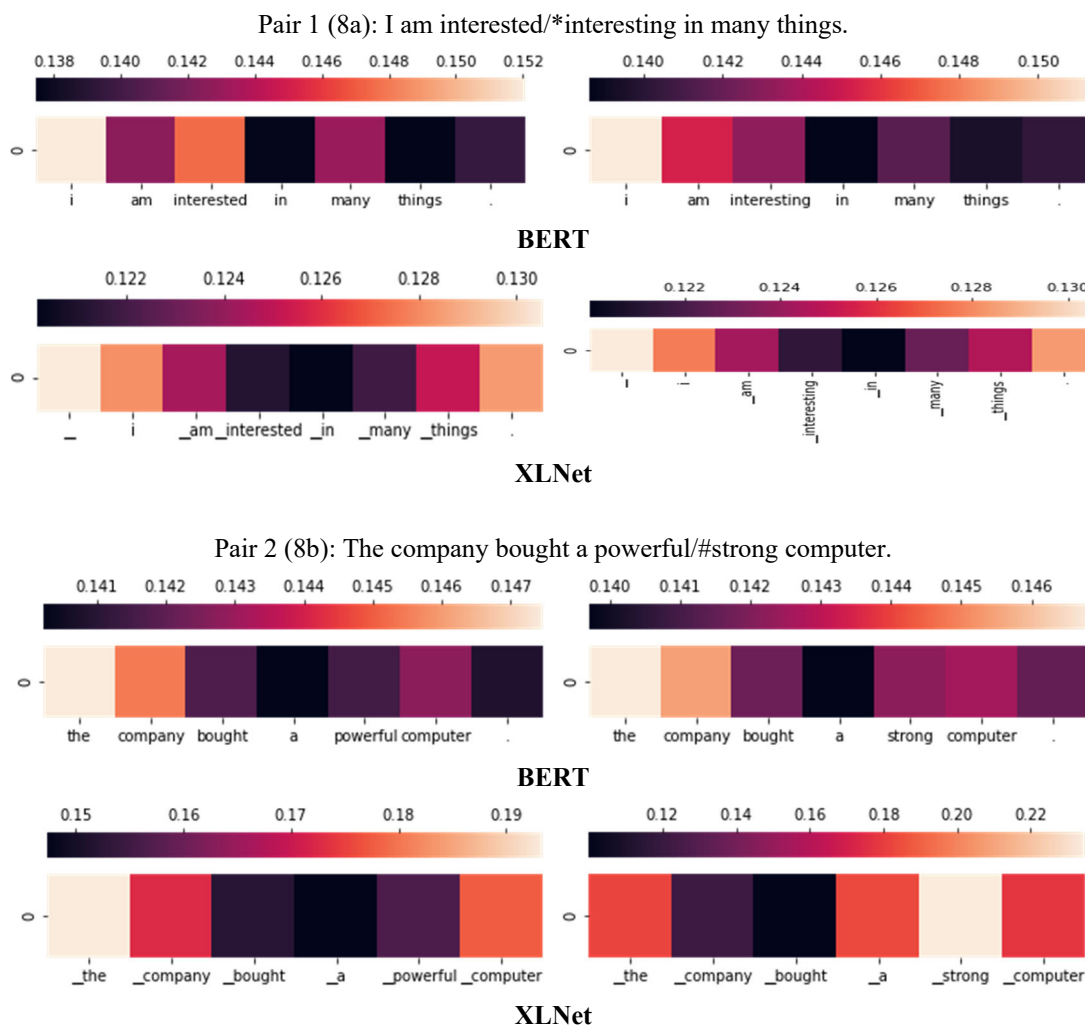 Pair 1 (8a): I am interested/*interesting in many things.
0.138 0.140 0.142 0.144 0.146 0.148 0.150 0.152
0
i am interested in many things .
0.140 0.142 0.144 0.146 0.148 0.150
0
i am interesting in many things .
BERT
0.122 0.124 0.126 0.128 0.130
0
_ i _am _interested _in _many _things .
0.122 0.124 0.126 0.128 0.130
0
_ i _am _interesting _in _many _things .
XLNet
Pair 2 (8b): The company bought a powerful/#strong computer.
0.141 0.142 0.143 0.144 0.145 0.146 0.147
0
the company bought a powerful computer .
0.140 0.141 0.142 0.143 0.144 0.145 0.146
0
the company bought a strong computer .
BERT
0.15 0.16 0.17 0.18 0.19
0
_the _company _bought _a _powerful _computer
0.12 0.14 0.16 0.18 0.20 0.22
0
_the _company _bought _a _strong _computer
XLNet